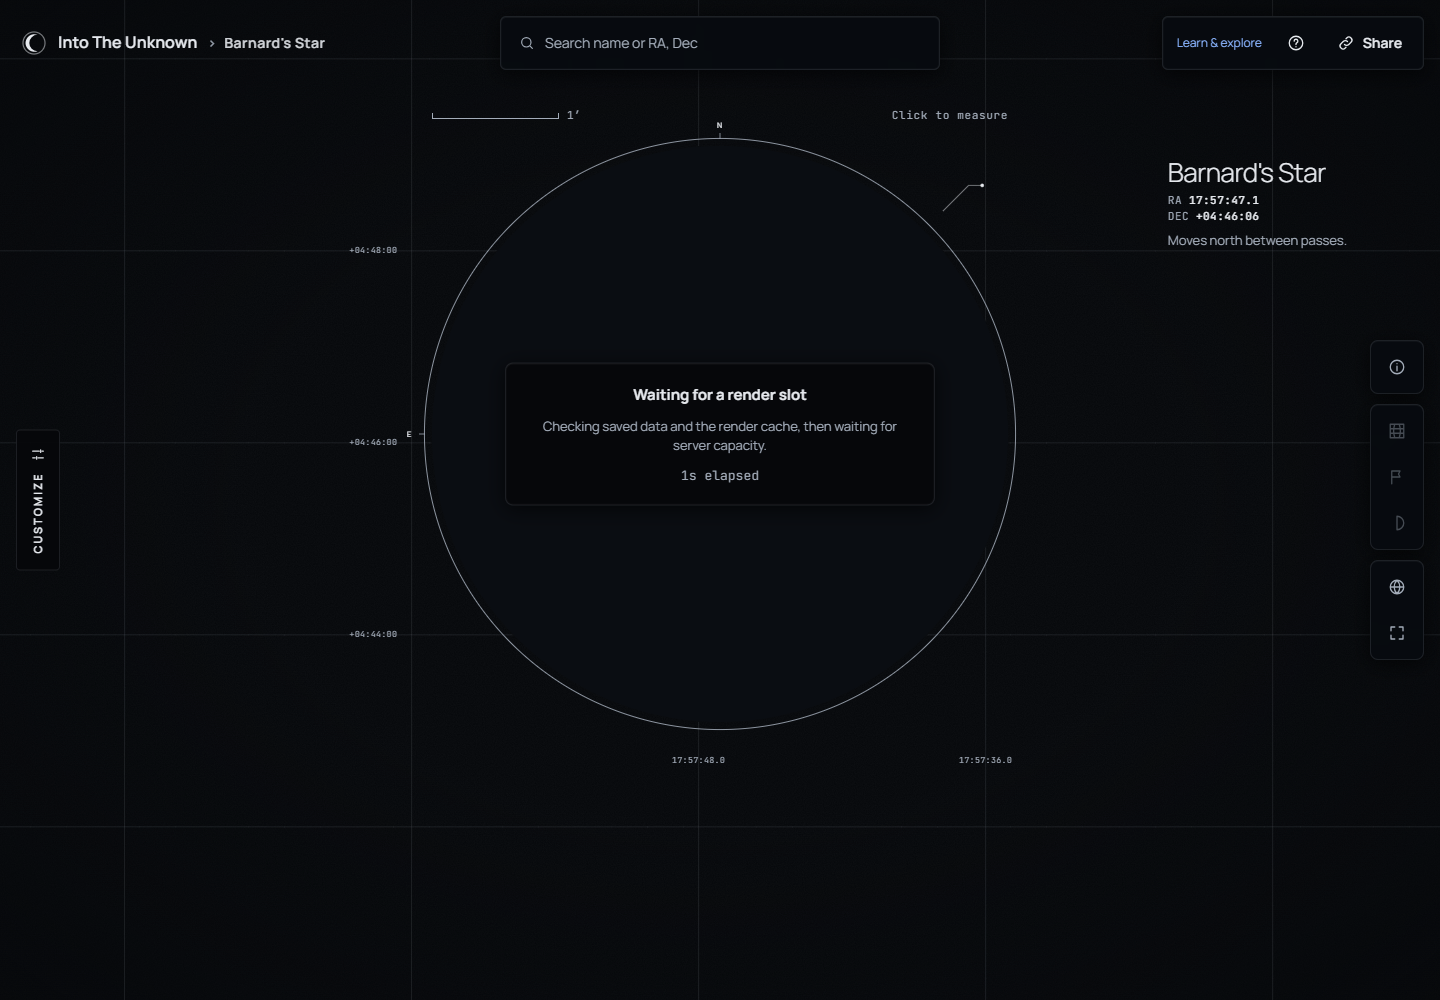 Into The Unknown › Barnard's Star
Search name or RA, Dec
Learn & explore
Share
1′
Click to measure
N
Barnard's Star
RA 17:57:47.1
DEC +04:46:06
Moves north between passes.
+04:48:00
Waiting for a render slot
Checking saved data and the render cache, then waiting for
server capacity.
1s elapsed
E
+04:46:00
CUSTOMIZE
+04:44:00
17:57:48.0
17:57:36.0